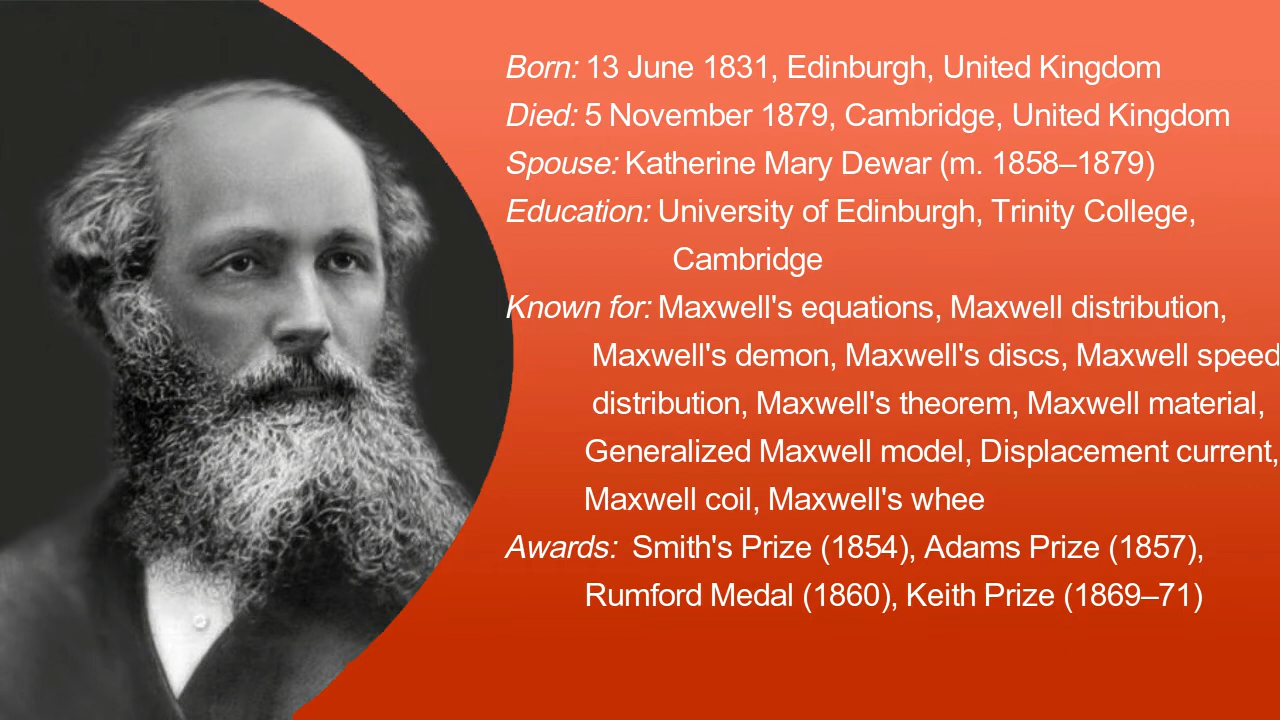 Born: 13 June 1831, Edinburgh, United Kingdom
Died: 5 November 1879, Cambridge, United Kingdom
Spouse: Katherine Mary Dewar (m. 1858–1879)
Education: University of Edinburgh, Trinity College,
Cambridge
Known for: Maxwell's equations, Maxwell distribution,
Maxwell's demon, Maxwell's discs, Maxwell speed
distribution, Maxwell's theorem, Maxwell material,
Generalized Maxwell model, Displacement current,
Maxwell coil, Maxwell's whee
Awards: Smith's Prize (1854), Adams Prize (1857),
Rumford Medal (1860), Keith Prize (1869–71)